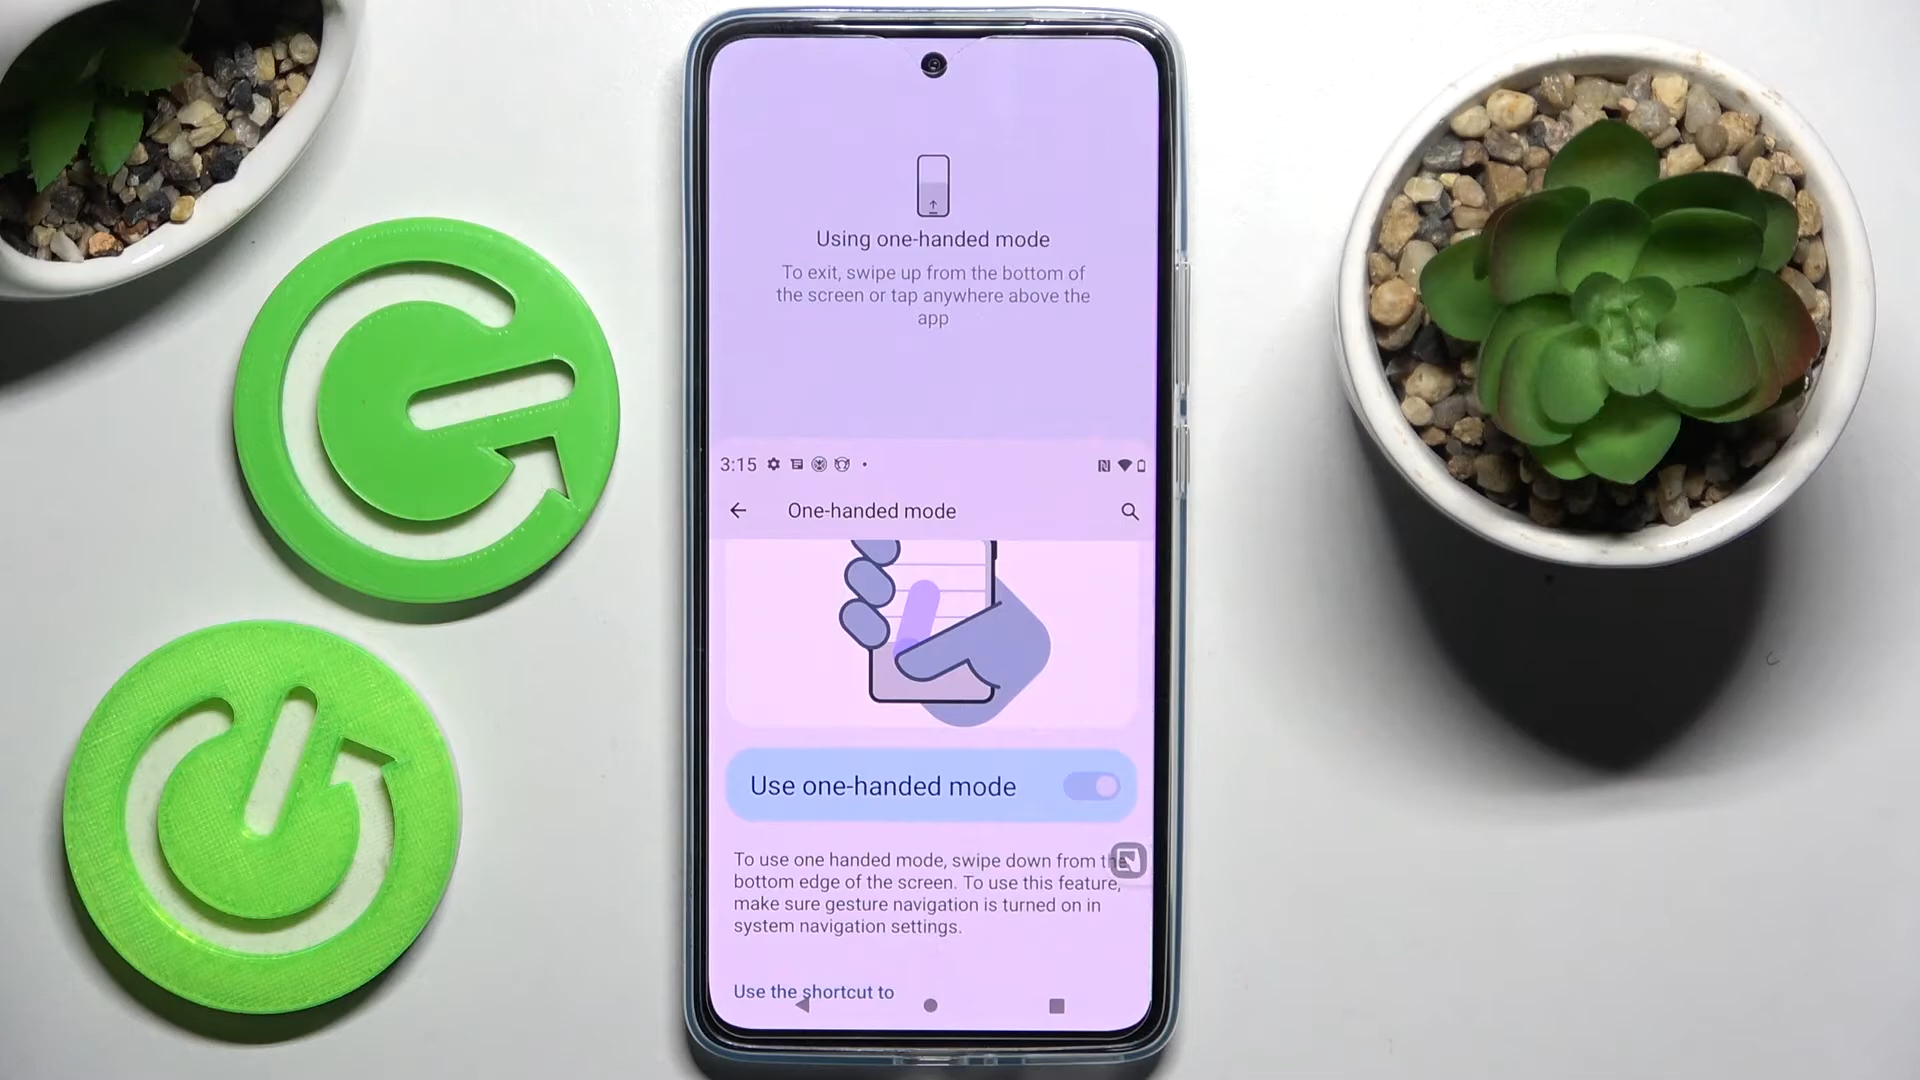 Using one-handed mode
To exit, swipe up from the bottom of
the screen or tap anywhere above the
app
3:15
One-handed mode
Use one-handed mode
To use one handed mode, swipe down from the
bottom edge of the screen. To use this feature,
make sure gesture navigation is turned on in
system navigation settings.
Use the shortcut to